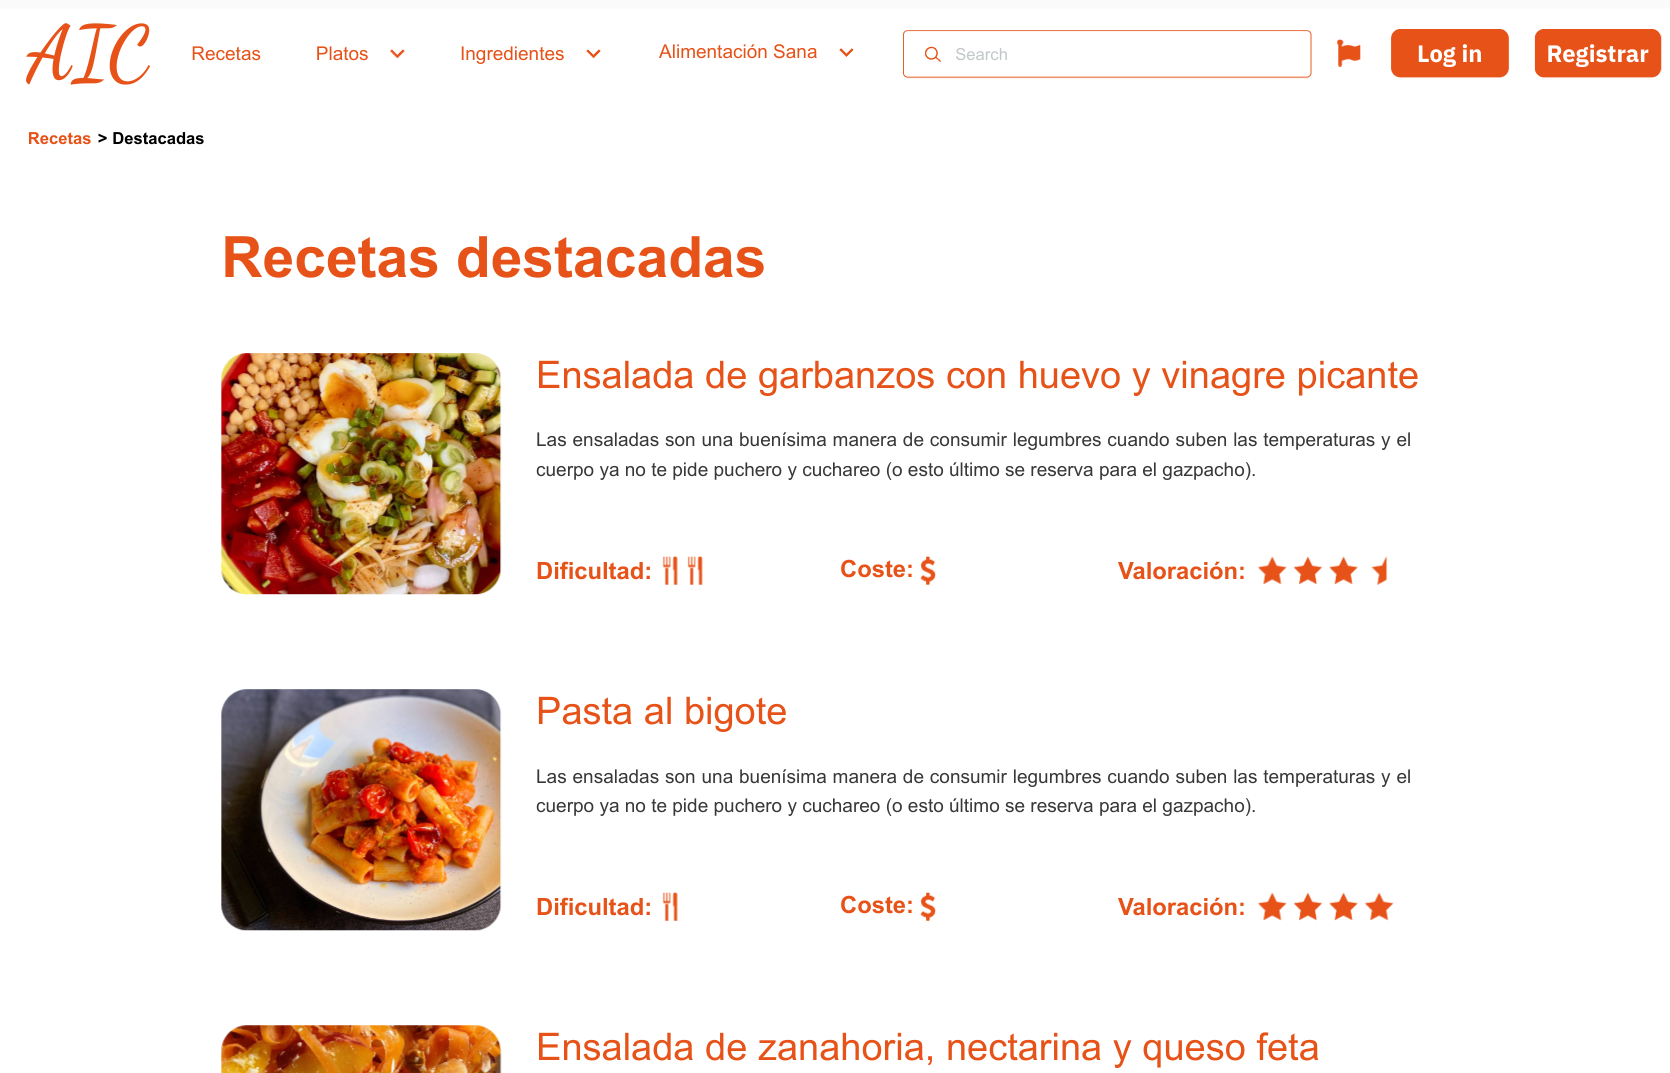 AIC
Recetas Platos Ingredientes Alimentación Sana Search Log in Registrar
Recetas > Destacadas
Recetas destacadas
Ensalada de garbanzos con huevo y vinagre picante
Las ensaladas son una buenísima manera de consumir legumbres cuando suben las temperaturas y el
cuerpo ya no te pide puchero y cuchareo (o esto último se reserva para el gazpacho).
Dificultad: Coste: $ Valoración:
Pasta al bigote
Las ensaladas son una buenísima manera de consumir legumbres cuando suben las temperaturas y el
cuerpo ya no te pide puchero y cuchareo (o esto último se reserva para el gazpacho).
Dificultad: Coste: $ Valoración:
Ensalada de zanahoria, nectarina y queso feta